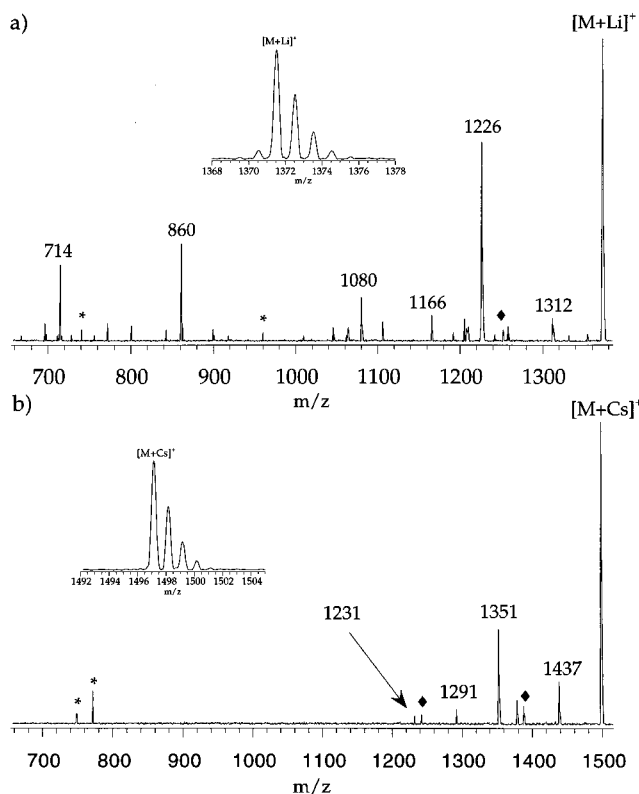 a)
[M+Li]⁺
[M+Li]⁺
1368 1370 1372 1374 1376 1378
m/z
1226
860
714
*
*
1080
1166
♦
1312
700 800 900 1000 1100 1200 1300
m/z
b)
[M+Cs]⁺
[M+Cs]⁺
1492 1494 1496 1498 1500 1502 1504
m/z
1231
1351
*
*
♦
1291
♦
1437
700 800 900 1000 1100 1200 1300 1400 1500
m/z